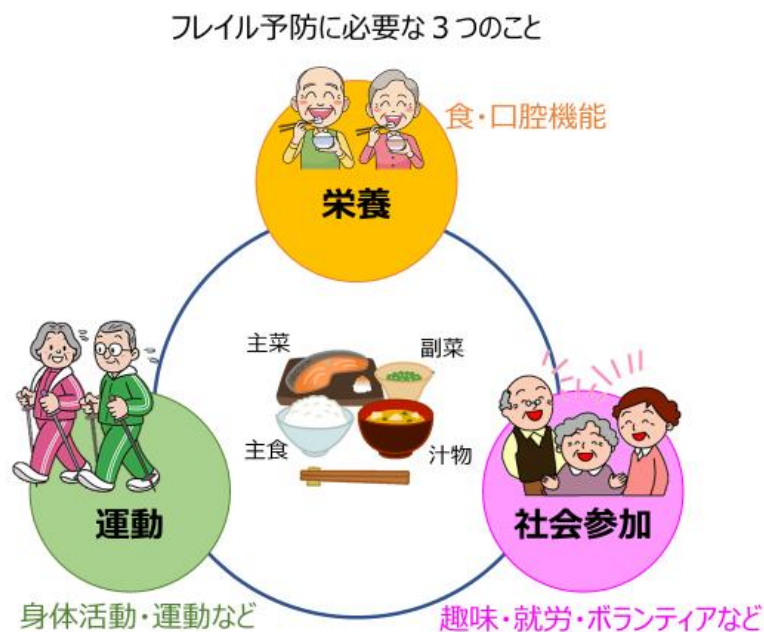 フレイル予防に必要な3つのこと
食・口腔機能
栄養
主菜
副菜
主食
汁物
運動
社会参加
身体活動・運動など
趣味・就労・ボランティアなど